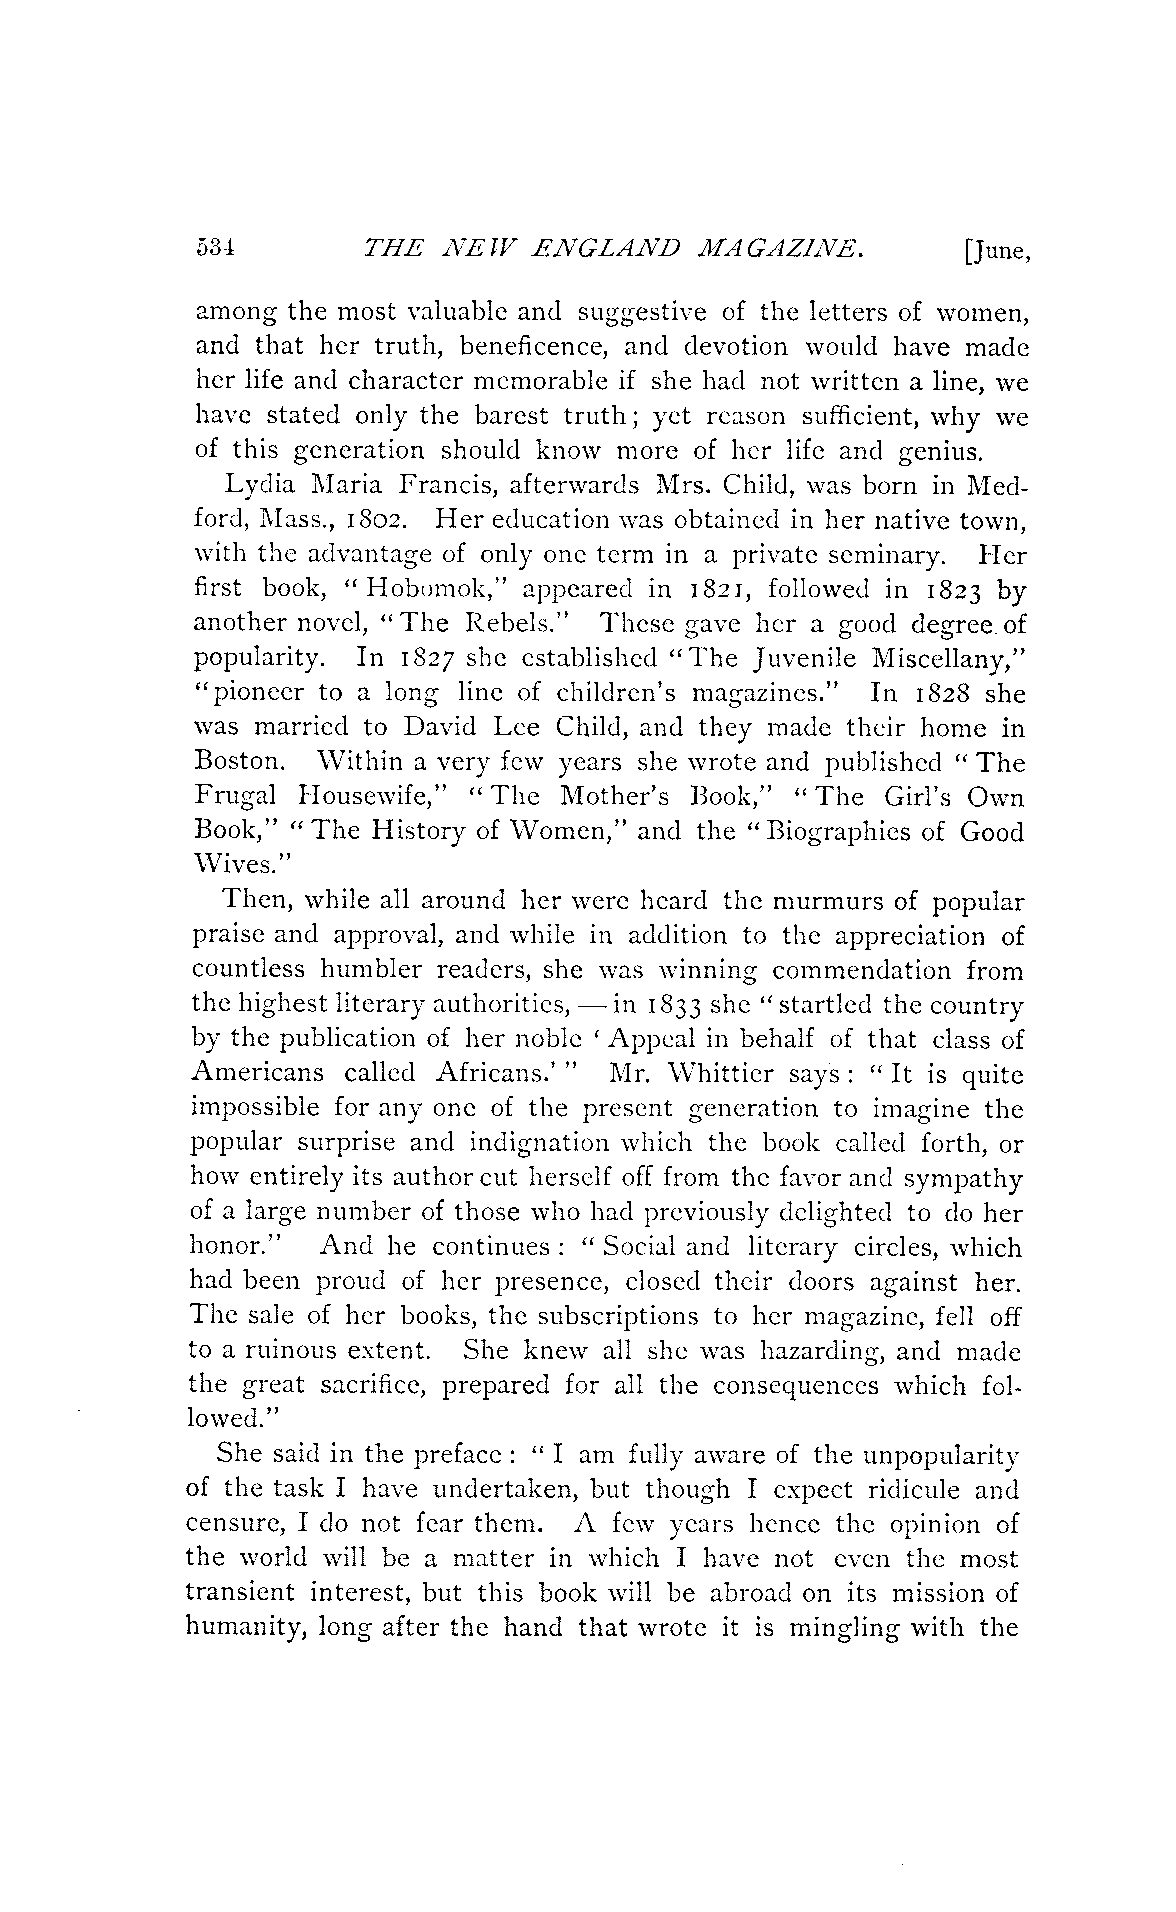 534 THE NEW ENGLAND MAGAZINE. [June,
among the most valuable and suggestive of the letters of women,
and that her truth, beneficence, and devotion would have made
her life and character memorable if she had not written a line, we
have stated only the barest truth; yet reason sufficient, why we
of this generation should know more of her life and genius.
Lydia Maria Francis, afterwards Mrs. Child, was born in Med-
ford, Mass., 1802. Her education was obtained in her native town,
with the advantage of only one term in a private seminary. Her
first book, "Hobomok," appeared in 1821, followed in 1823 by
another novel, "The Rebels." These gave her a good degree of
popularity. In 1827 she established "The Juvenile Miscellany,"
"pioneer to a long line of children's magazines." In 1828 she
was married to David Lee Child, and they made their home in
Boston. Within a very few years she wrote and published "The
Frugal Housewife," "The Mother's Book," "The Girl's Own
Book," "The History of Women," and the "Biographies of Good
Wives."
Then, while all around her were heard the murmurs of popular
praise and approval, and while in addition to the appreciation of
countless humbler readers, she was winning commendation from
the highest literary authorities, — in 1833 she "startled the country
by the publication of her noble 'Appeal in behalf of that class of
Americans called Africans.'" Mr. Whittier says: "It is quite
impossible for any one of the present generation to imagine the
popular surprise and indignation which the book called forth, or
how entirely its author cut herself off from the favor and sympathy
of a large number of those who had previously delighted to do her
honor." And he continues: "Social and literary circles, which
had been proud of her presence, closed their doors against her.
The sale of her books, the subscriptions to her magazine, fell off
to a ruinous extent. She knew all she was hazarding, and made
the great sacrifice, prepared for all the consequences which fol-
lowed."
She said in the preface: "I am fully aware of the unpopularity
of the task I have undertaken, but though I expect ridicule and
censure, I do not fear them. A few years hence the opinion of
the world will be a matter in which I have not even the most
transient interest, but this book will be abroad on its mission of
humanity, long after the hand that wrote it is mingling with the